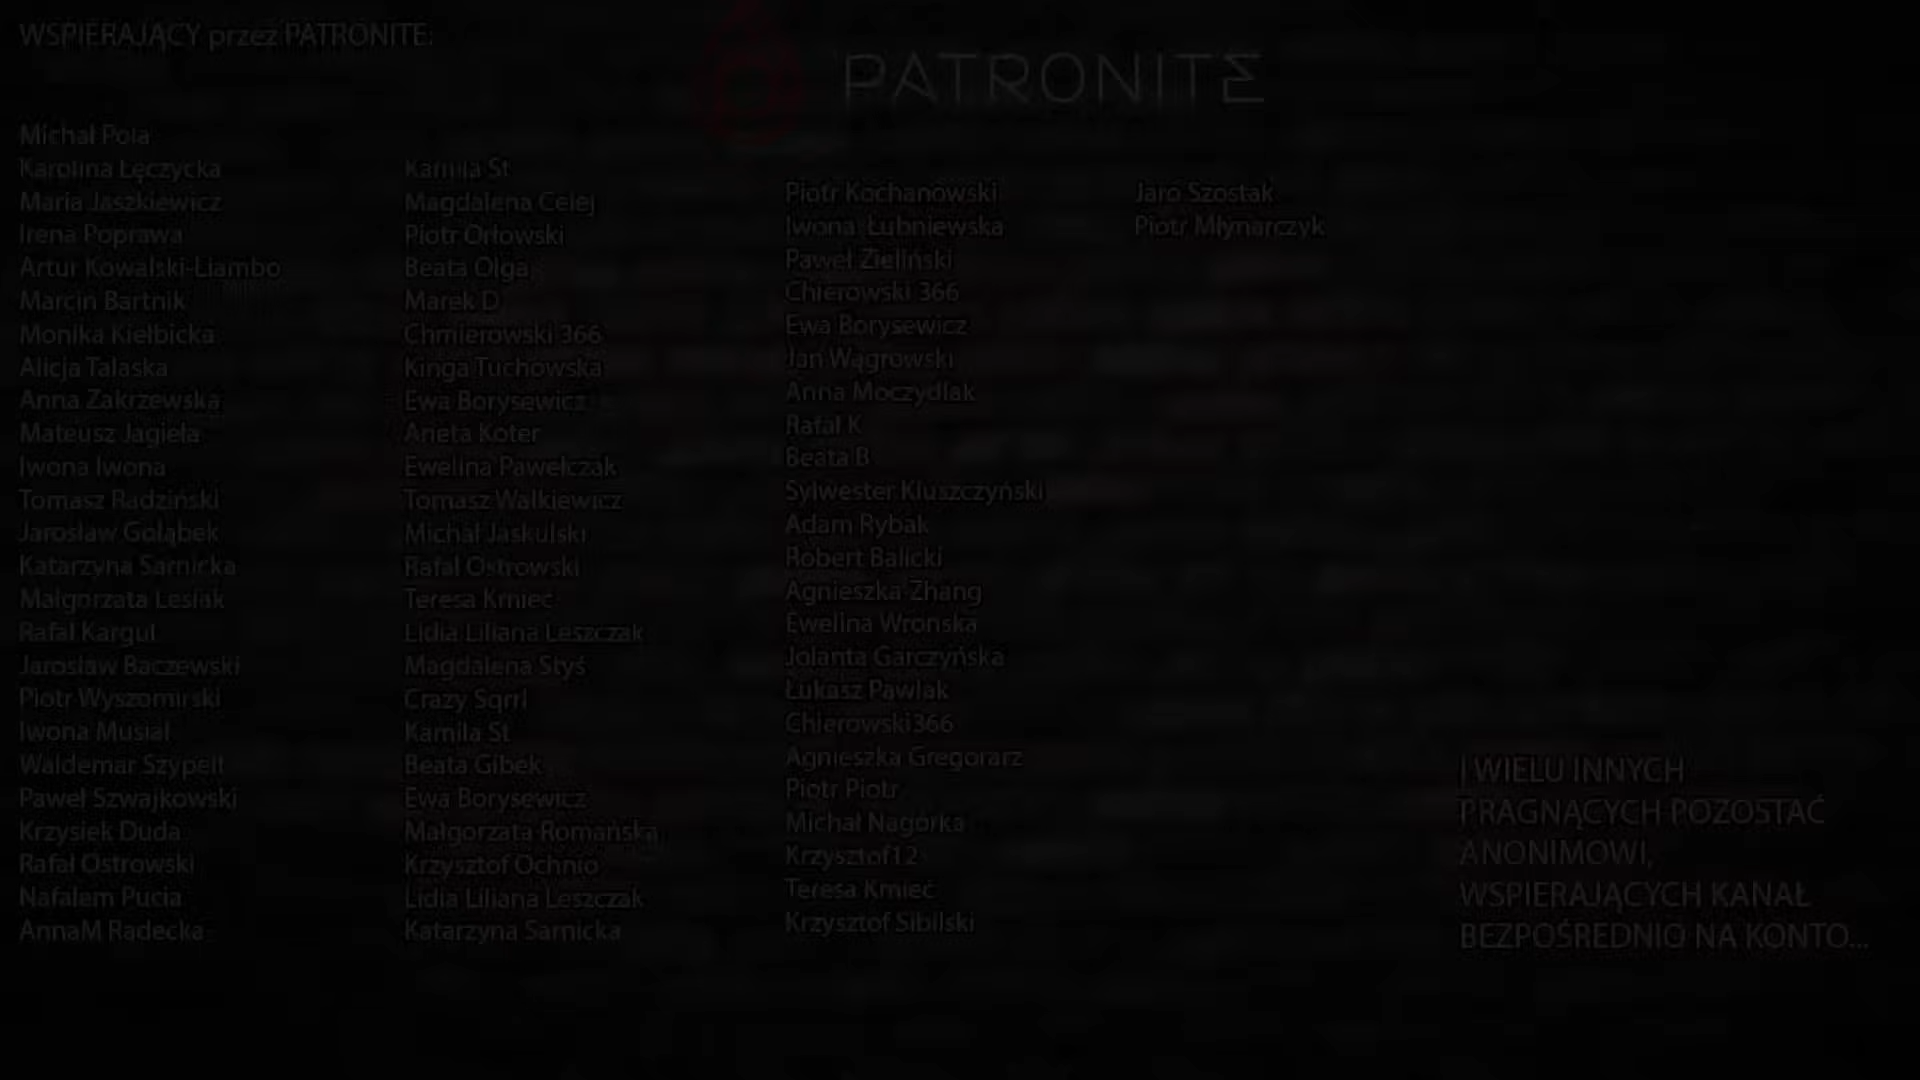 WSPIERAJĄCY przez PATRONITE:
PATRONITE
Michał Pola
Karolina Łęczycka
Maria Jaszkiewicz
Irena Poprawa
Artur Kowalski-Liambo
Marcin Bartnik
Monika Kiełbicka
Alicja Talaska
Anna Zakrzewska
Mateusz Jagieła
Iwona Iwona
Tomasz Radziński
Jarosław Gołąbek
Katarzyna Sarnicka
Małgorzata Lesiak
Rafał Kargul
Jarosław Baczewski
Piotr Wyszomirski
Iwona Musiał
Waldemar Szypelt
Paweł Szwajkowski
Krzysiek Duda
Rafał Ostrowski
Nafalem Pucia
AnnaM Radecka
Kamila St
Magdalena Celej
Piotr Orłowski
Beata Olga
Marek D
Chmierowski 366
Kinga Tuchowska
Ewa Borysewicz
Aneta Koter
Ewelina Pawełczak
Tomasz Walkiewicz
Michał Jaskulski
Rafał Ostrowski
Teresa Kmieć
Lidia Liliana Leszczak
Magdalena Styś
Crazy Sqrrl
Kamila St
Beata Gibek
Ewa Borysewicz
Małgorzata Romańska
Krzysztof Ochnio
Lidia Liliana Leszczak
Katarzyna Sarnicka
Piotr Kochanowski
Iwona Łubniewska
Paweł Zieliński
Chierowski 366
Ewa Borysewicz
Jan Wągrowski
Anna Moczydlak
Rafał K
Beata B
Sylwester Kluszczyński
Adam Rybak
Robert Balicki
Agnieszka Zhang
Ewelina Wrońska
Jolanta Garczyńska
Łukasz Pawlak
Chierowski366
Agnieszka Gregorarz
Piotr Piotr
Michał Nagórka
Krzysztof12
Teresa Kmieć
Krzysztof Sibilski
Jaro Szostak
Piotr Młynarczyk
I WIELU INNYCH
PRAGNĄCYCH POZOSTAĆ
ANONIMOWI,
WSPIERAJĄCYCH KANAŁ
BEZPOŚREDNIO NA KONTO...